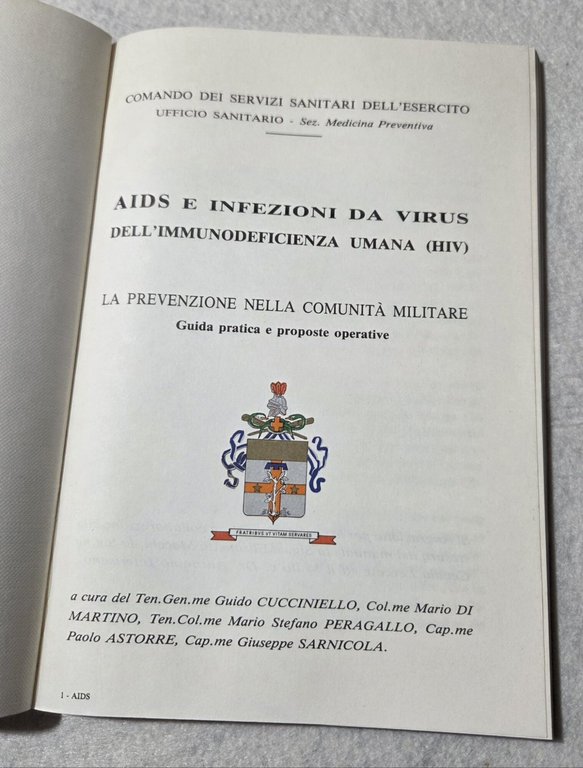 COMANDO DEI SERVIZI SANITARI DELL'ESERCITO
UFFICIO SANITARIO - Sez. Medicina Preventiva
AIDS E INFEZIONI DA VIRUS
DELL'IMMUNODEFICIENZA UMANA (HIV)
LA PREVENZIONE NELLA COMUNITÀ MILITARE
Guida pratica e proposte operative
FRATRIBVS VT VITAM SERVARES
a cura del Ten.Gen.me Guido CUCCINIELLO, Col.me Mario DI
MARTINO, Ten.Col.me Mario Stefano PERAGALLO, Cap.me
Paolo ASTORRE, Cap.me Giuseppe SARNICOLA.
1 - AIDS